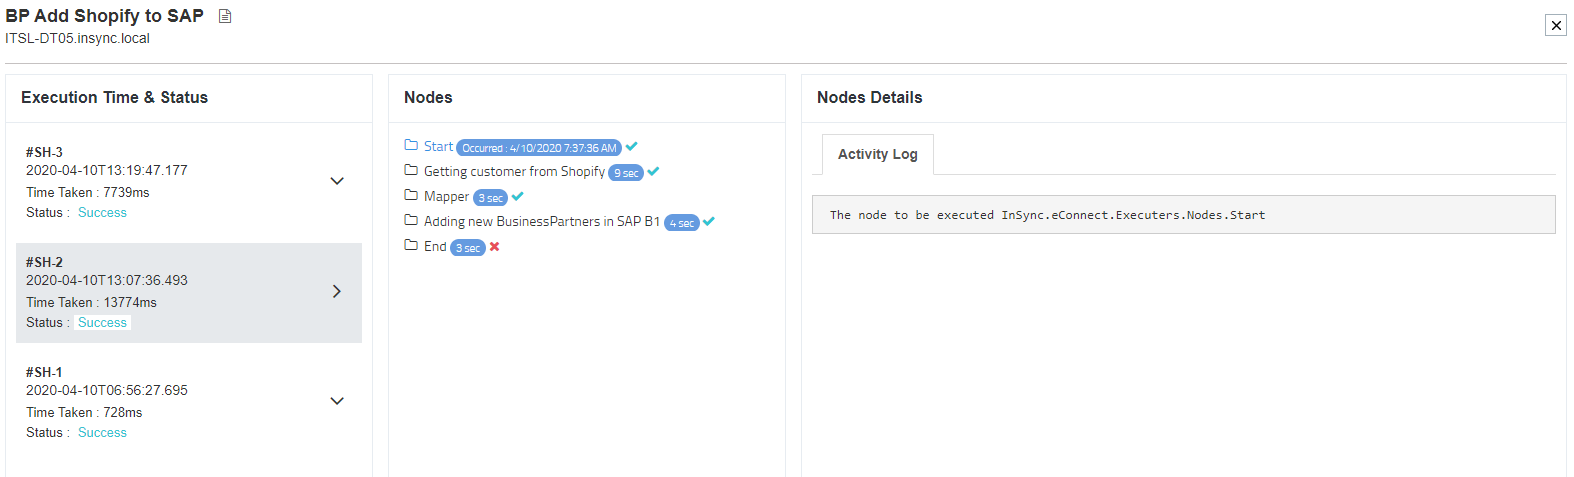 BP Add Shopify to SAP
ITSL-DT05.insync.local
Execution Time & Status
#SH-3
2020-04-10T13:19:47.177
Time Taken : 7739ms
Status : Success
#SH-2
2020-04-10T13:07:36.493
Time Taken : 13774ms
Status : Success
#SH-1
2020-04-10T06:56:27.695
Time Taken : 728ms
Status : Success
Nodes
Start Occurred : 4/10/2020 7:37:36 AM
Getting customer from Shopify 9 sec
Mapper 3 sec
Adding new BusinessPartners in SAP B1 4 sec
End 3 sec
Nodes Details
Activity Log
The node to be executed InSync.eConnect.Executers.Nodes.Start